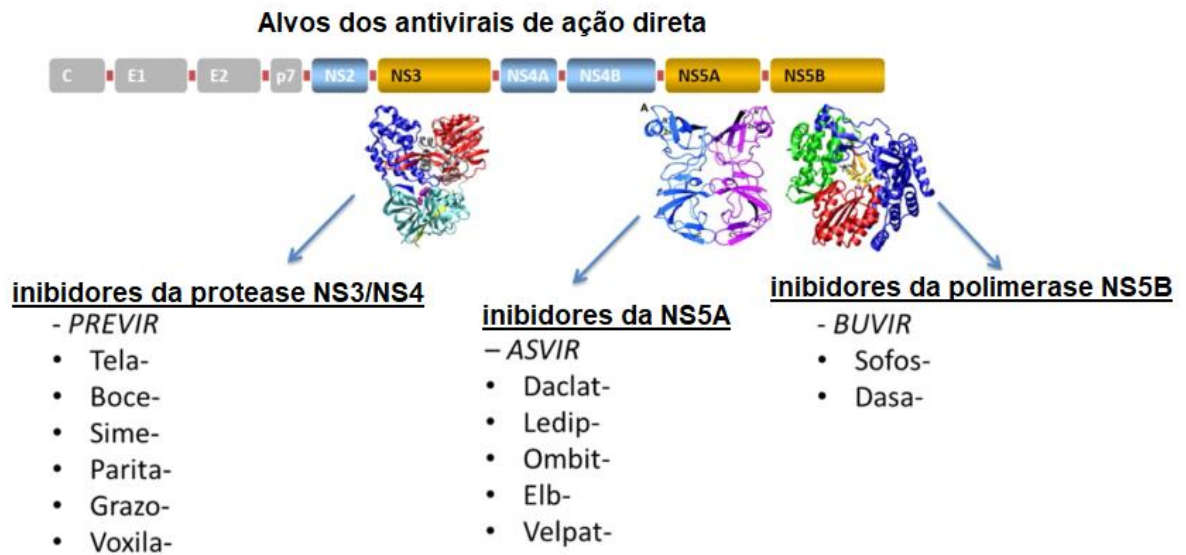 Alvos dos antivirais de ação direta
C E1 E2 p7 NS2 NS3 NS4A NS4B NS5A NS5B
A
inibidores da protease NS3/NS4
- PREVIR
• Tela-
• Boce-
• Sime-
• Parita-
• Grazo-
• Voxila-
inibidores da NS5A
– ASVIR
• Daclat-
• Ledip-
• Ombit-
• Elb-
• Velpat-
inibidores da polimerase NS5B
- BUVIR
• Sofos-
• Dasa-